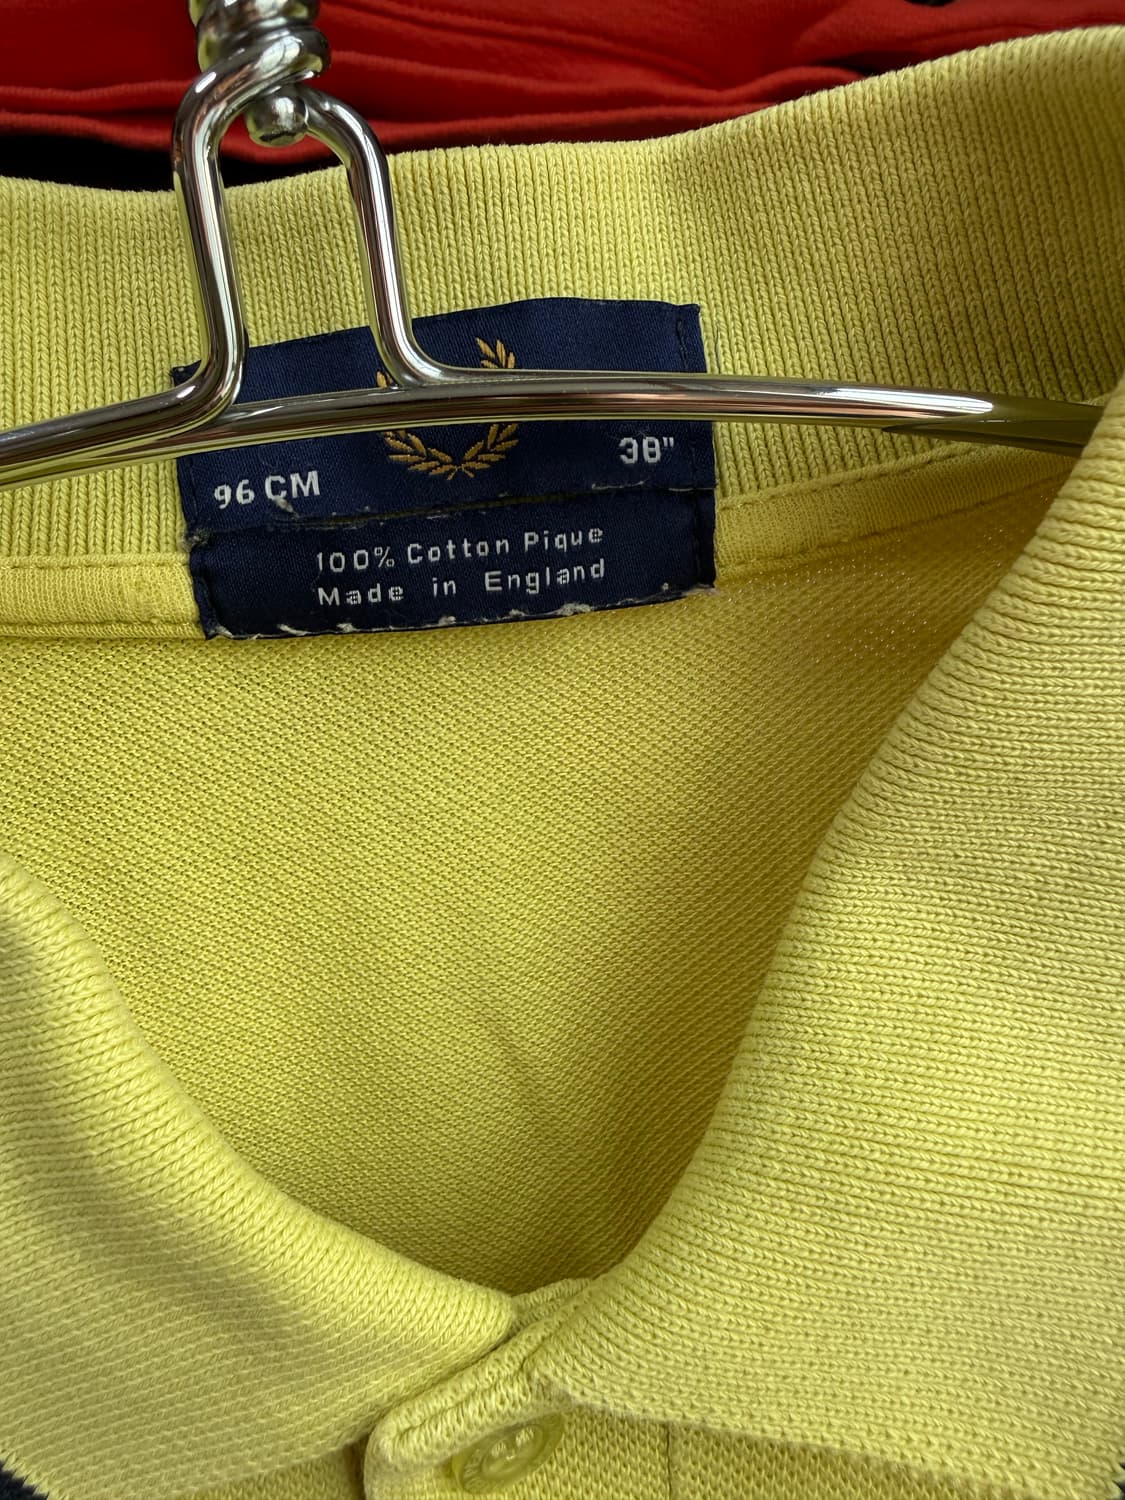 96 CM 38"
100% Cotton Pique
Made in England